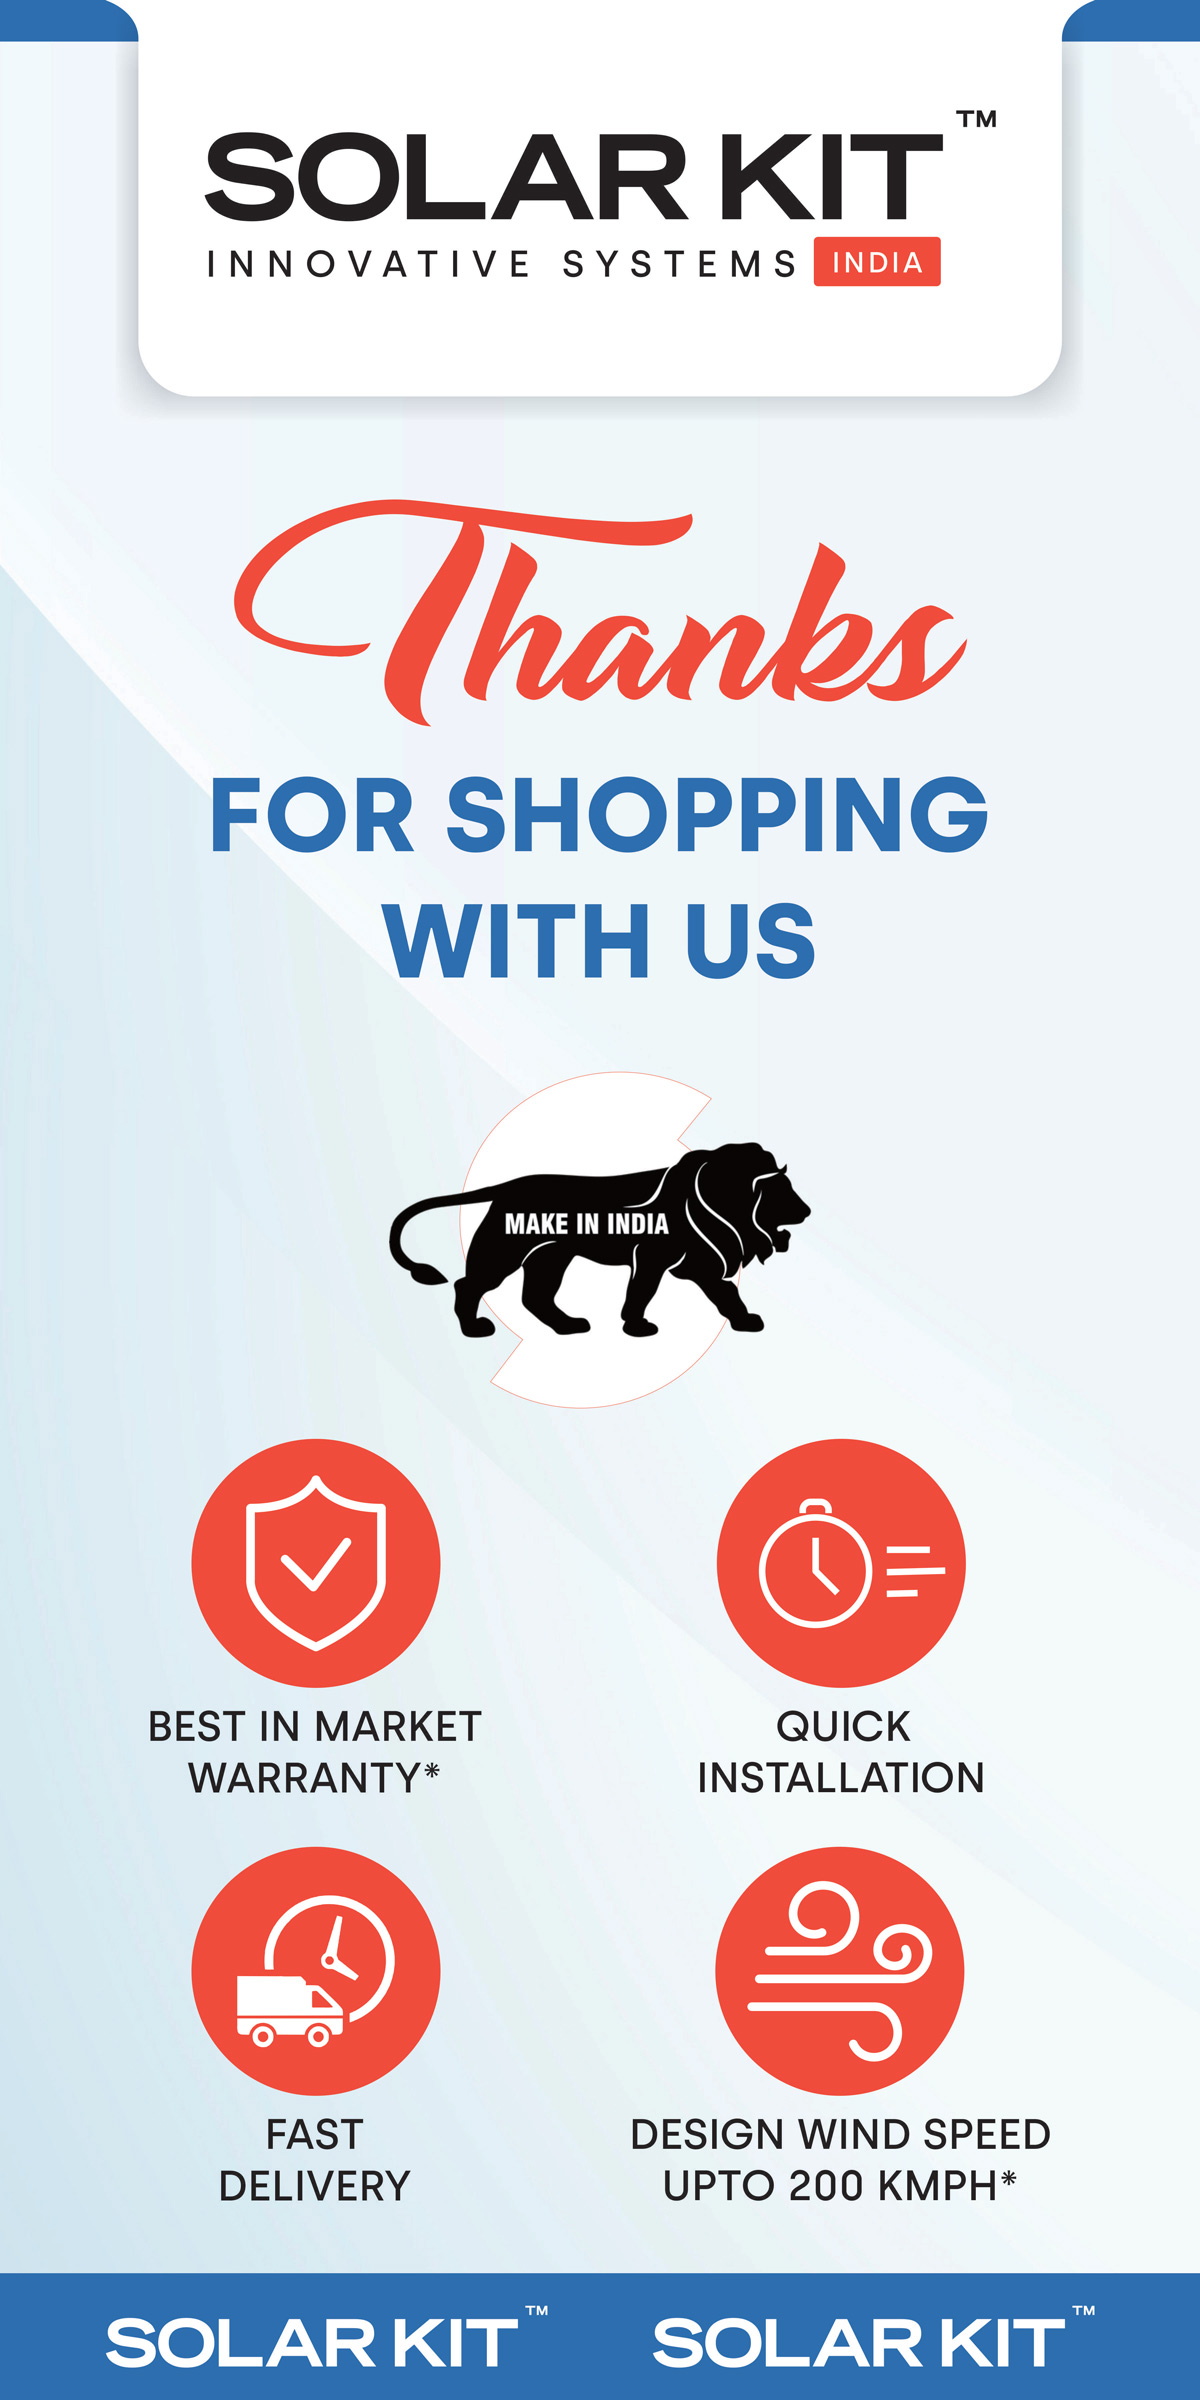 SOLAR KIT™
INNOVATIVE SYSTEMS INDIA
Thanks
FOR SHOPPING
WITH US
MAKE IN INDIA
BEST IN MARKET
WARRANTY*
QUICK
INSTALLATION
FAST
DELIVERY
DESIGN WIND SPEED
UPTO 200 KMPH*
SOLAR KIT™ SOLAR KIT™